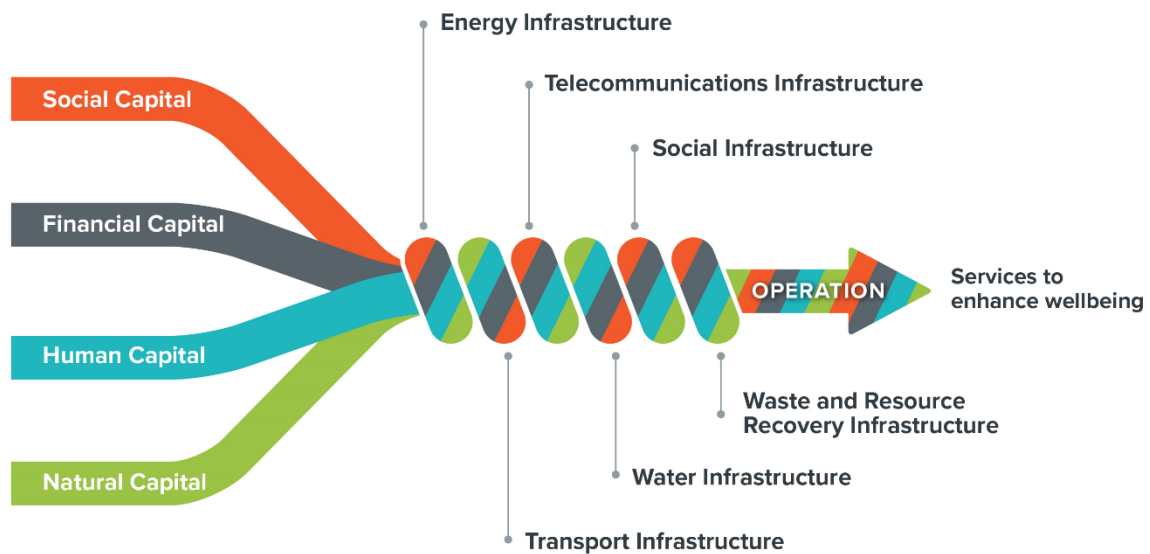 Energy Infrastructure
Telecommunications Infrastructure
Social Capital
Social Infrastructure
Financial Capital
OPERATION
Services to
enhance wellbeing
Human Capital
Waste and Resource
Recovery Infrastructure
Natural Capital
Water Infrastructure
Transport Infrastructure